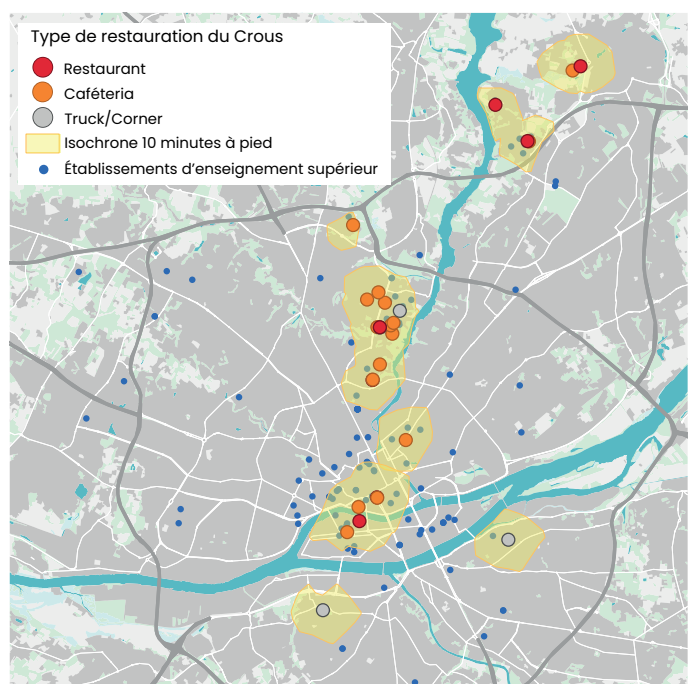 Type de restauration du Crous
Restaurant
Caféteria
Truck/Corner
Isochrone 10 minutes à pied
Établissements d'enseignement supérieur